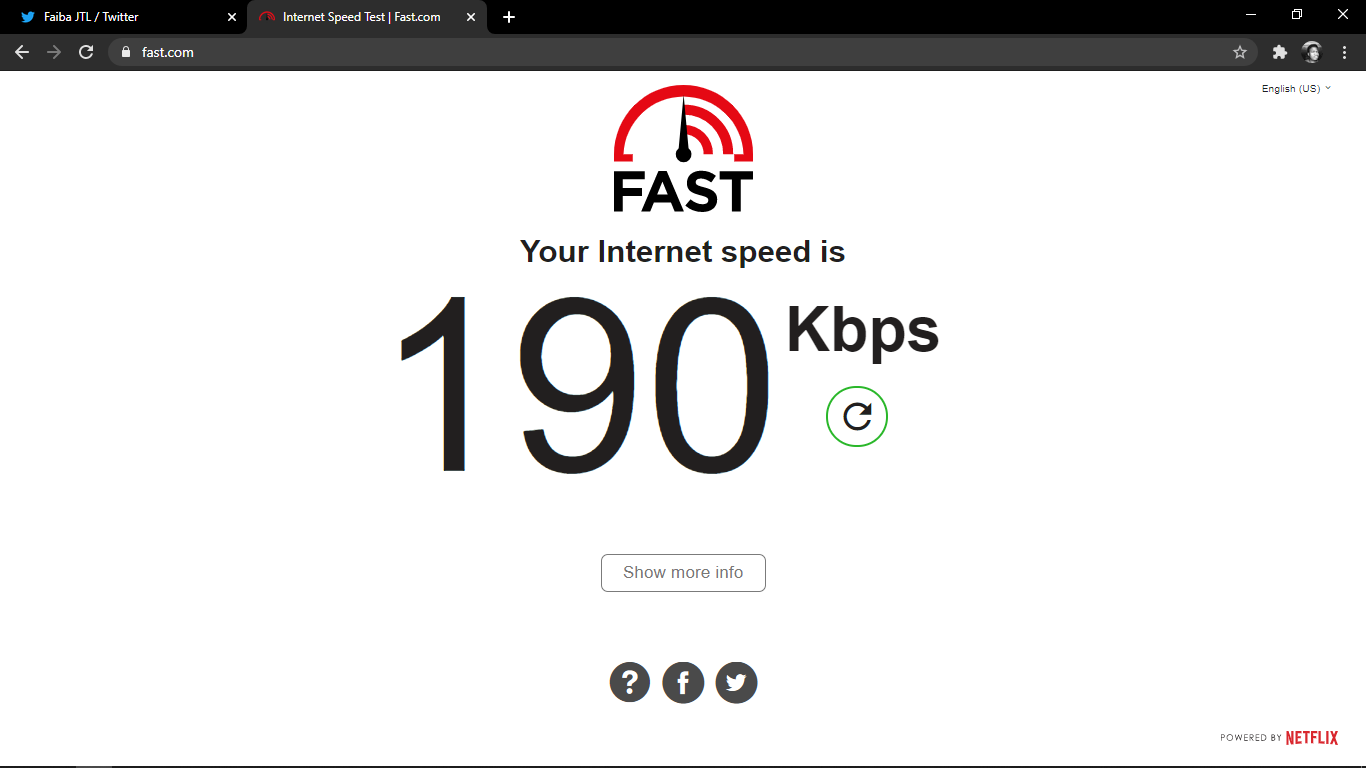 Faiba JTL / Twitter
Internet Speed Test | Fast.com
fast.com
English (US)
FAST
Your Internet speed is
190 Kbps
Show more info
?
f
POWERED BY NETFLIX